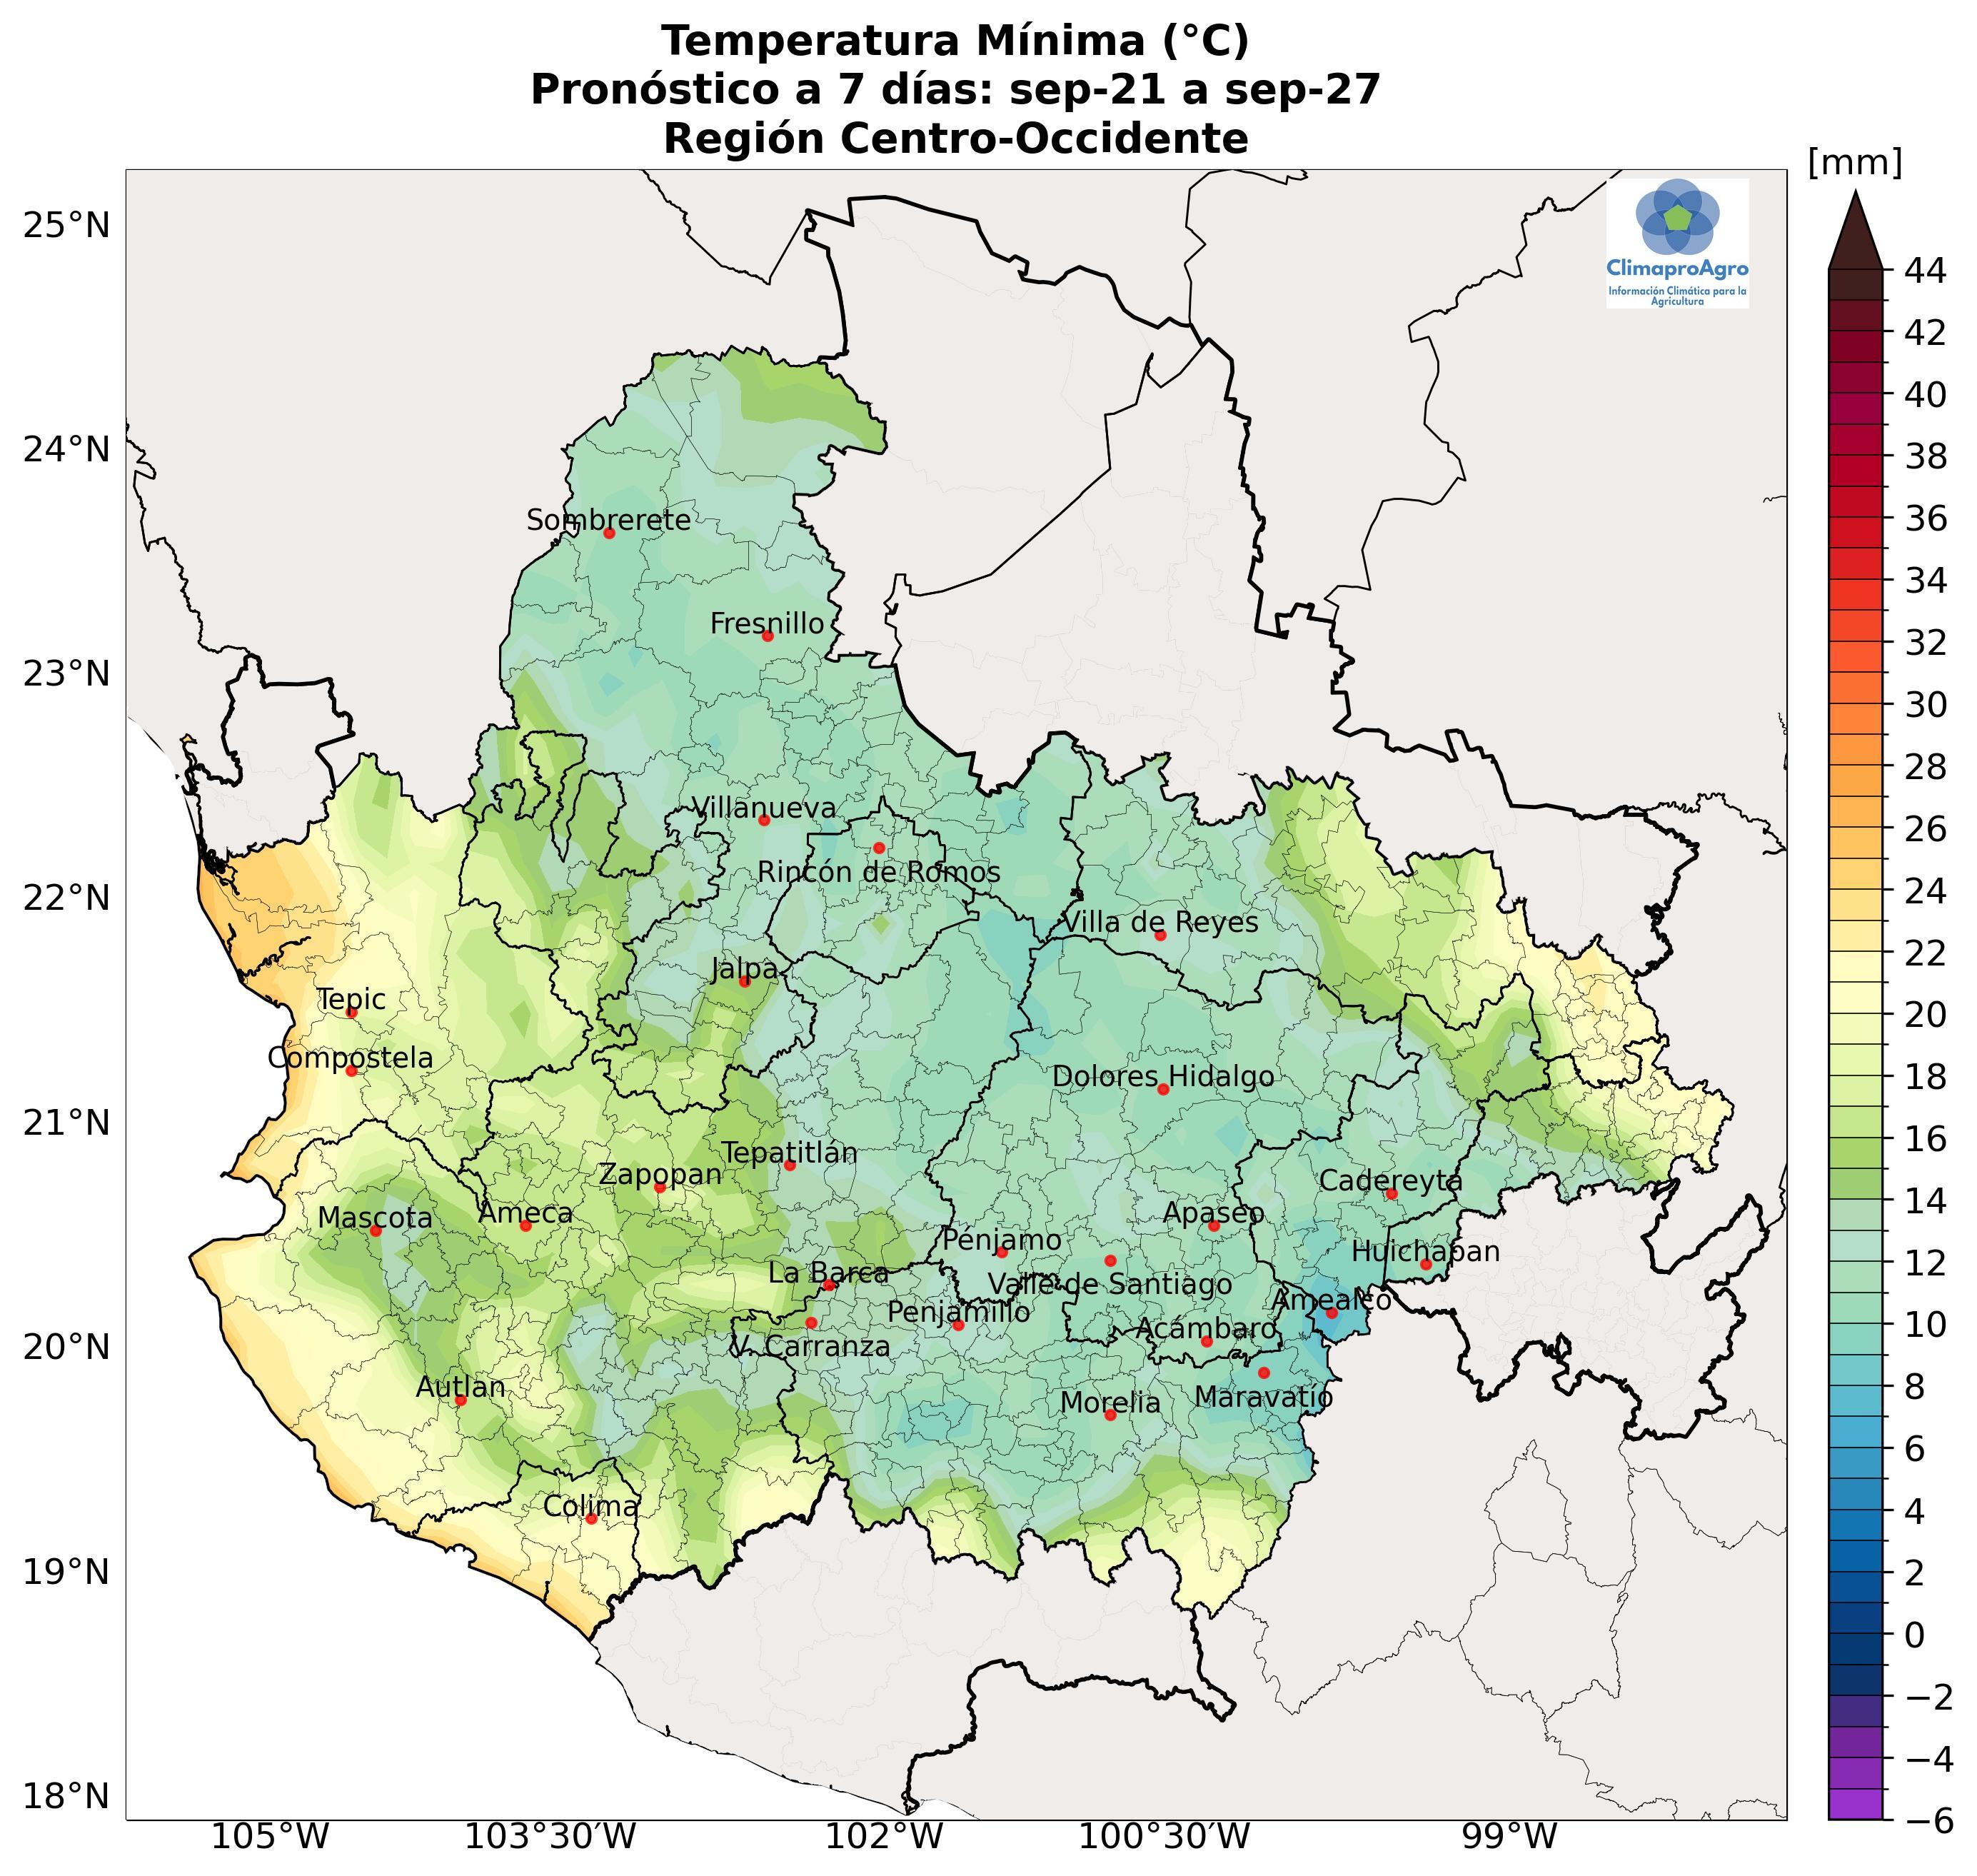 Temperatura Mínima (°C)
Pronóstico a 7 días: sep-21 a sep-27
Región Centro-Occidente
[mm]
ClimaproAgro
Información Climática para la
Agricultura
25°N
24°N
23°N
22°N
21°N
20°N
19°N
18°N
Sombrerete
Fresnillo
Villanueva
Rincón de Romos
Villa de Reyes
Jalpa
Tepic
Compostela
Dolores Hidalgo
Tepatitlán
Zapopan
Cadereyta
Mascota
Ameca
Apaseo
Pénjamo
Huichapan
La Barca
Valle de Santiago
Amealco
Penjamillo
Acámbaro
V. Carranza
Autlan
Maravatío
Morelia
Colima
44
42
40
38
36
34
32
30
28
26
24
22
20
18
16
14
12
10
8
6
4
2
0
−2
−4
−6
105°W
103°30′W
102°W
100°30′W
99°W